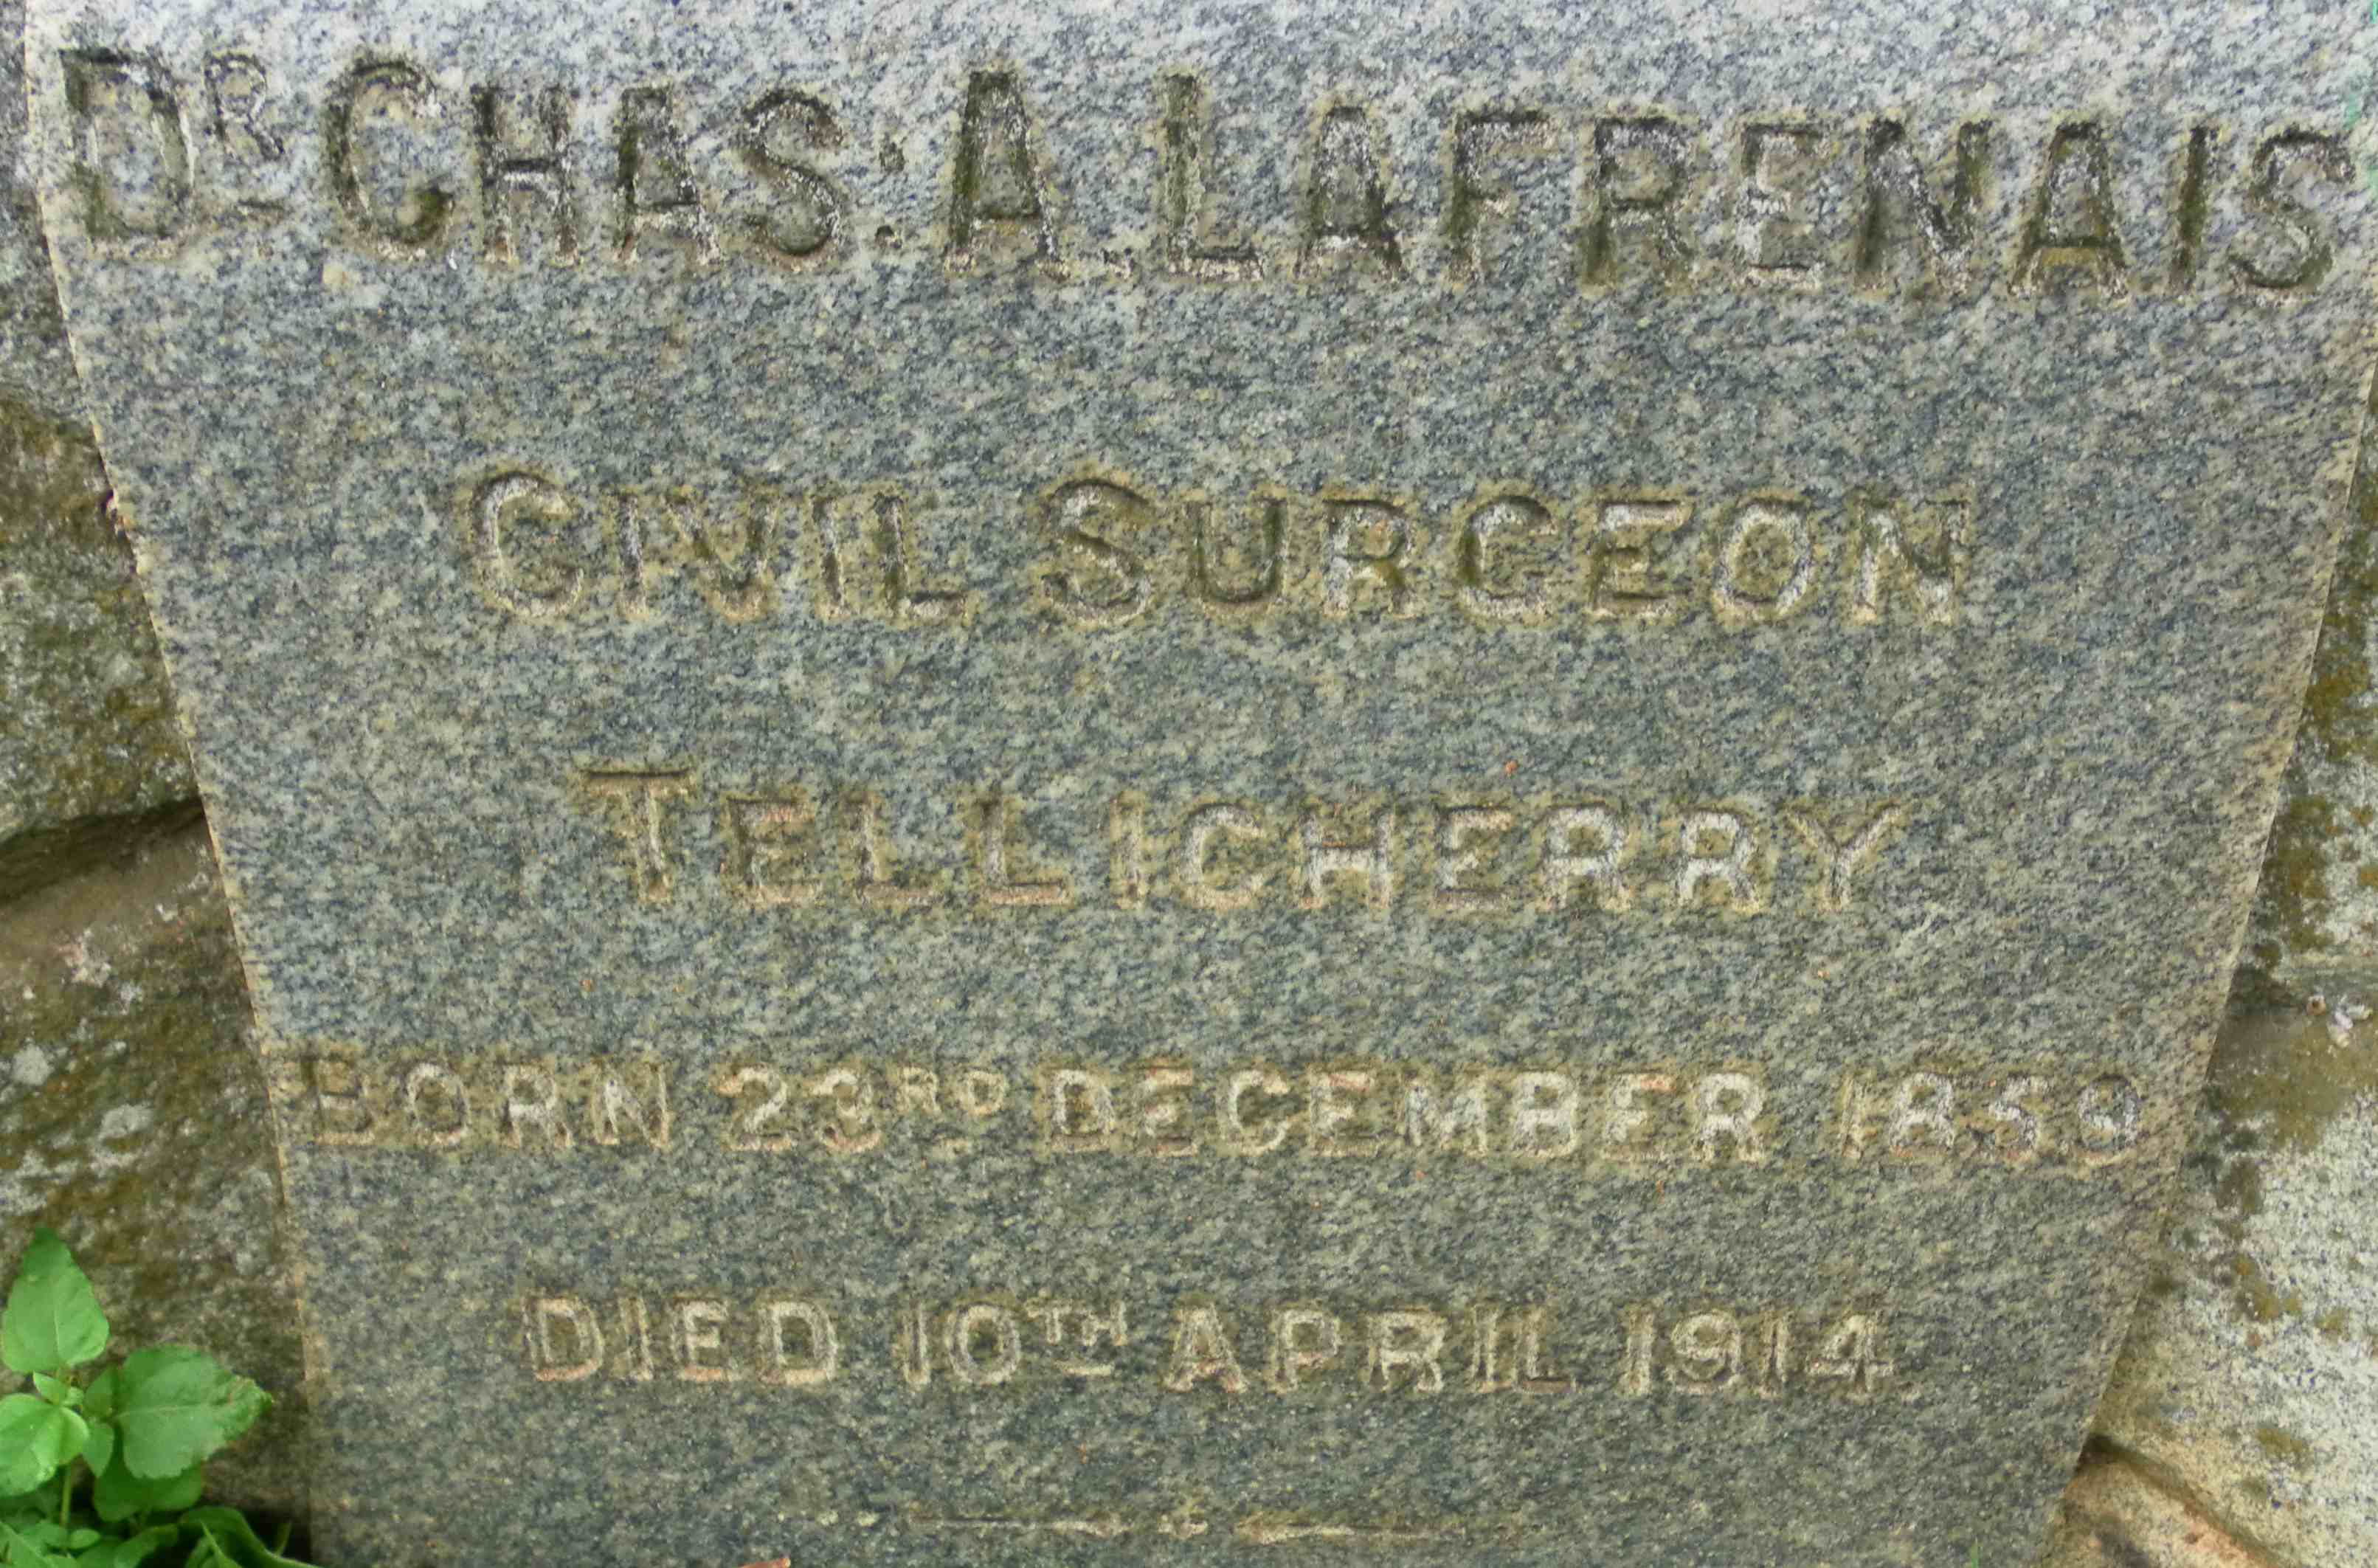 DR CHAS. A. LAFRENAIS
CIVIL SURGEON
TELLICHERRY
BORN 23RD DECEMBER 1859
DIED 10TH APRIL 1914